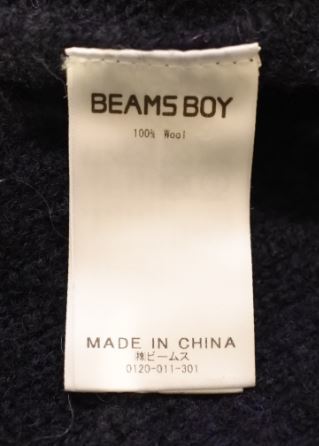 BEAMS BOY
100% Wool
MADE IN CHINA
㈱ビームス
0120-011-301